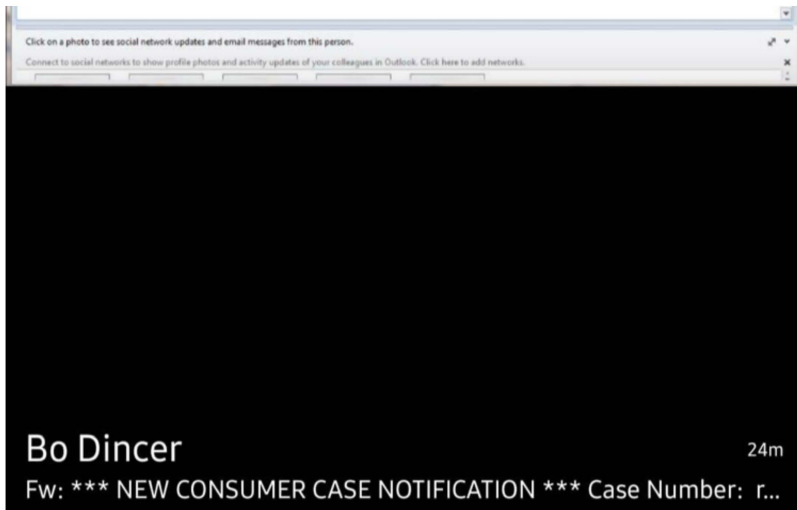 Click on a photo to see social network updates and email messages from this person.
Connect to social networks to show profile photos and activity updates of your colleagues in Outlook. Click here to add networks.
Bo Dincer
24m
Fw: *** NEW CONSUMER CASE NOTIFICATION *** Case Number: r...